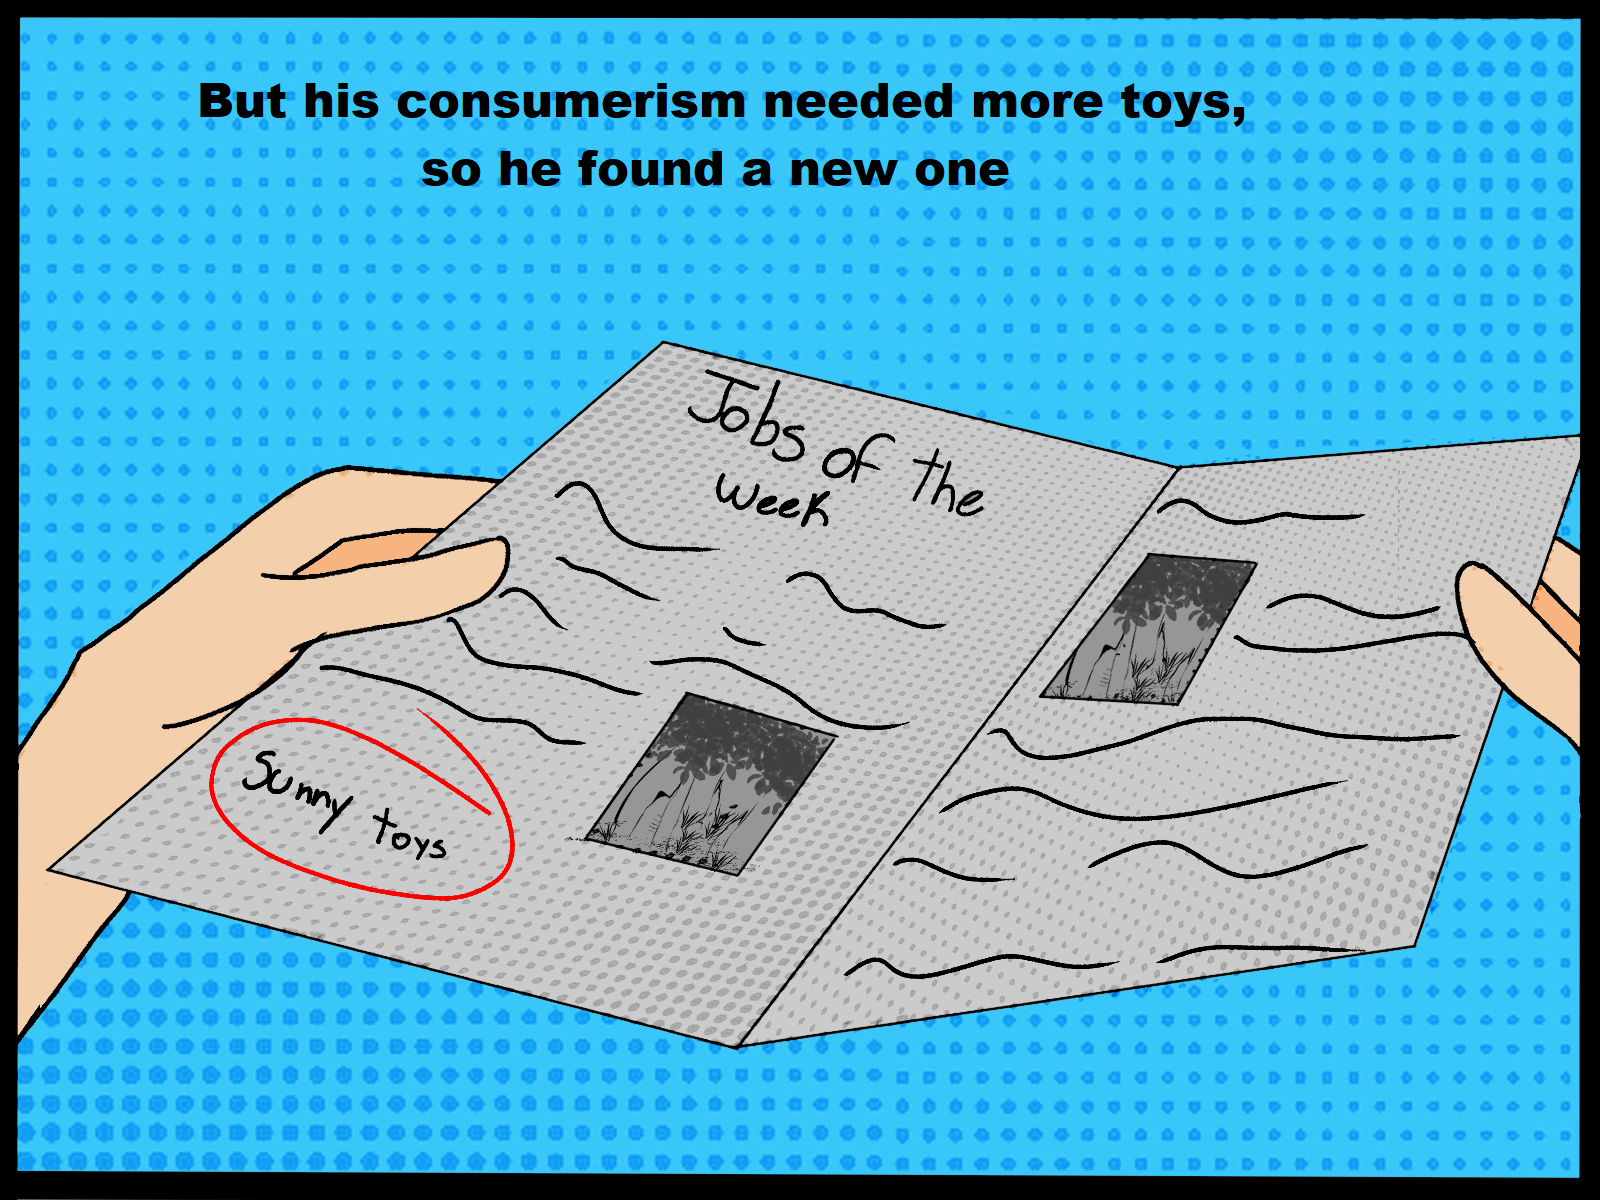 But his consumerism needed more toys,
so he found a new one
Jobs of the
week
Sunny toys